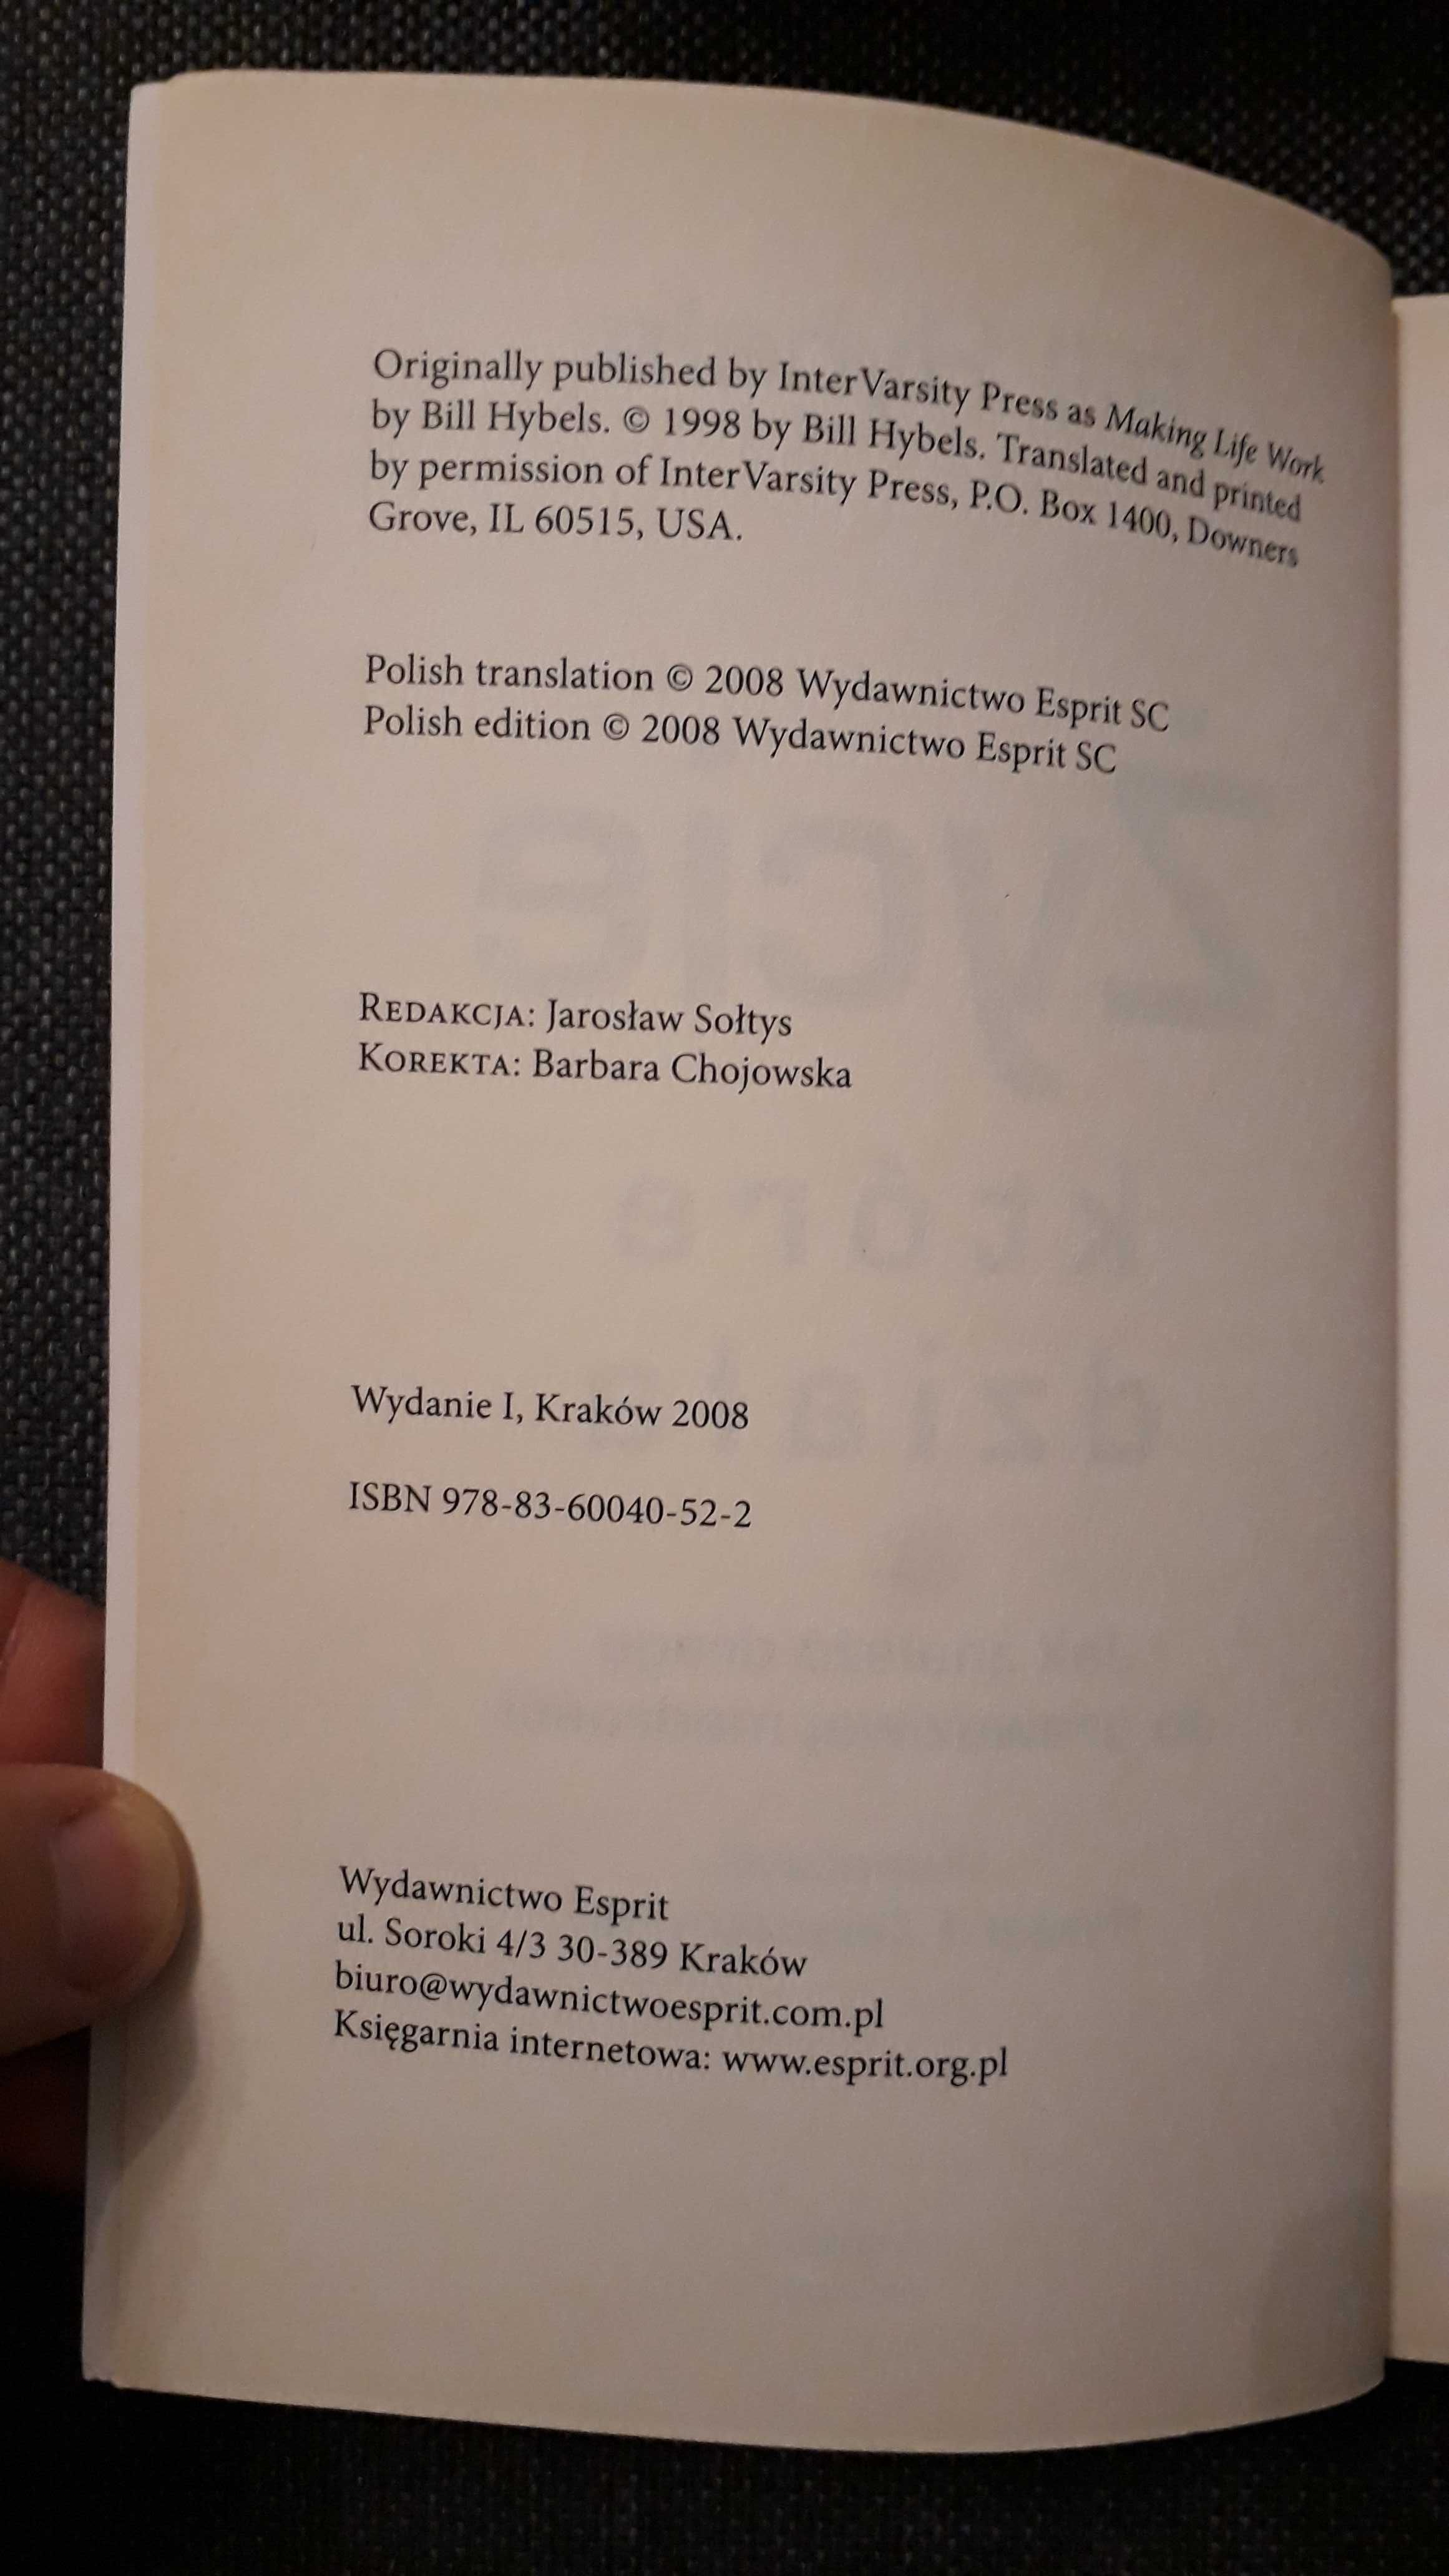 Originally published by InterVarsity Press as Making Life Work
by Bill Hybels. © 1998 by Bill Hybels. Translated and printed
by permission of InterVarsity Press, P.O. Box 1400, Downers
Grove, IL 60515, USA.
Polish translation © 2008 Wydawnictwo Esprit SC
Polish edition © 2008 Wydawnictwo Esprit SC
REDAKCJA: Jarosław Sołtys
KOREKTA: Barbara Chojowska
Wydanie I, Kraków 2008
ISBN 978-83-60040-52-2
Wydawnictwo Esprit
ul. Soroki 4/3 30-389 Kraków
biuro@wydawnictwoesprit.com.pl
Księgarnia internetowa: www.esprit.org.pl